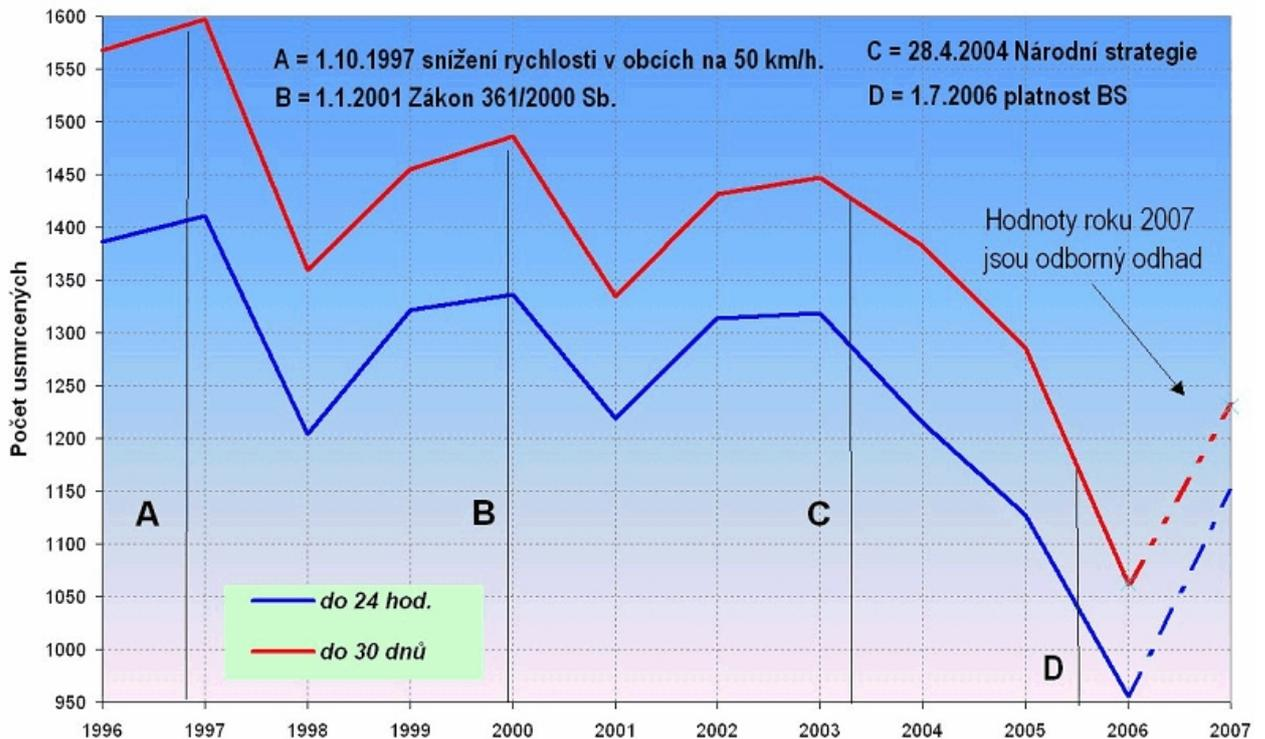 A = 1.10.1997 snížení rychlosti v obcích na 50 km/h.
B = 1.1.2001 Zákon 361/2000 Sb.
C = 28.4.2004 Národní strategie
D = 1.7.2006 platnost BS
Hodnoty roku 2007
jsou odborný odhad
Počet usmrcených
1600
1550
1500
1450
1400
1350
1300
1250
1200
1150
1100
1050
1000
950
A
B
C
D
do 24 hod.
do 30 dnů
1996 1997 1998 1999 2000 2001 2002 2003 2004 2005 2006 2007